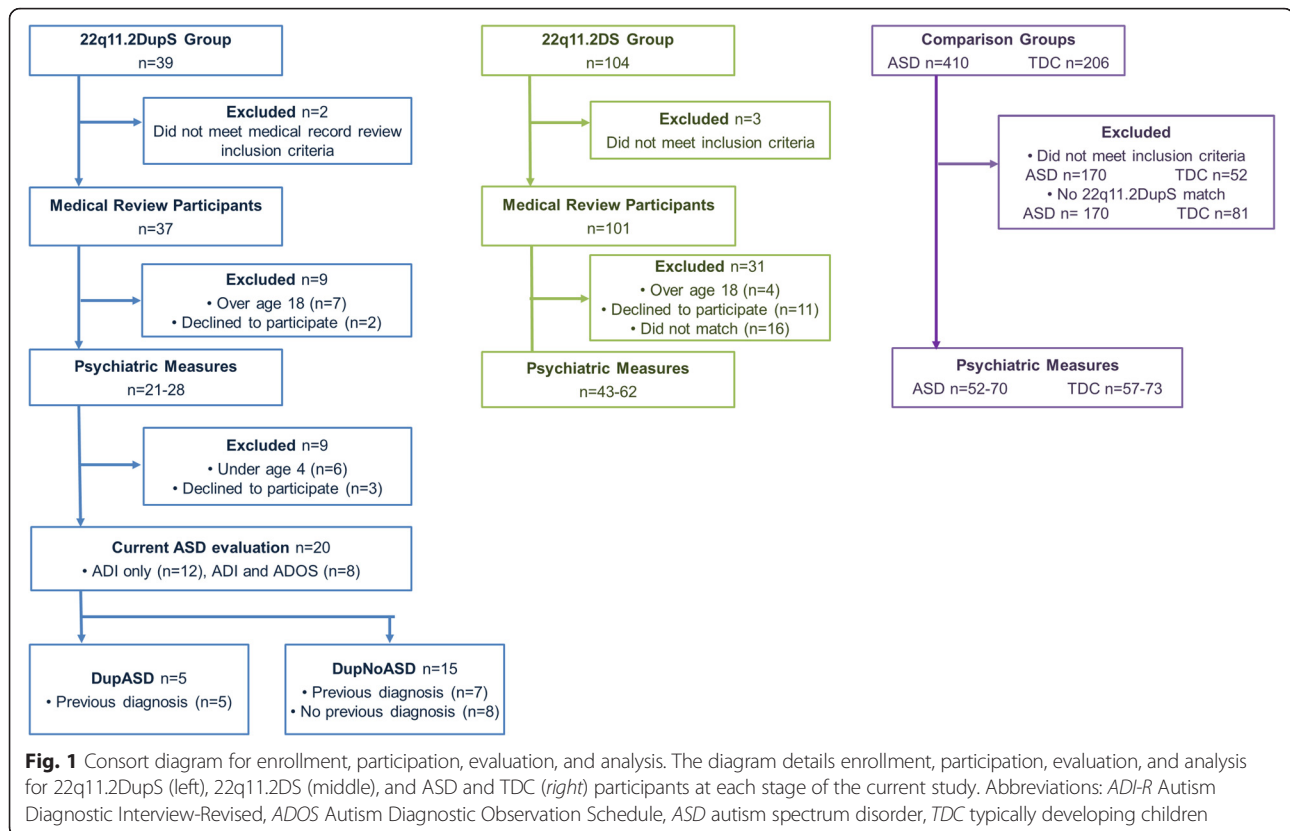 22q11.2DupS Group
n=39
Excluded n=2
Did not meet medical record review
inclusion criteria
Medical Review Participants
n=37
Excluded n=9
• Over age 18 (n=7)
• Declined to participate (n=2)
Psychiatric Measures
n=21-28
Excluded n=9
• Under age 4 (n=6)
• Declined to participate (n=3)
Current ASD evaluation n=20
• ADI only (n=12), ADI and ADOS (n=8)
DupASD n=5
• Previous diagnosis (n=5)
DupNoASD n=15
• Previous diagnosis (n=7)
• No previous diagnosis (n=8)
22q11.2DS Group
n=104
Excluded n=3
Did not meet inclusion criteria
Medical Review Participants
n=101
Excluded n=31
• Over age 18 (n=4)
• Declined to participate (n=11)
• Did not match (n=16)
Psychiatric Measures
n=43-62
Comparison Groups
ASD n=410 TDC n=206
Excluded
• Did not meet inclusion criteria
ASD n=170 TDC n=52
• No 22q11.2DupS match
ASD n= 170 TDC n=81
Psychiatric Measures
ASD n=52-70 TDC n=57-73
Fig. 1 Consort diagram for enrollment, participation, evaluation, and analysis. The diagram details enrollment, participation, evaluation, and analysis
for 22q11.2DupS (left), 22q11.2DS (middle), and ASD and TDC (right) participants at each stage of the current study. Abbreviations: ADI-R Autism
Diagnostic Interview-Revised, ADOS Autism Diagnostic Observation Schedule, ASD autism spectrum disorder, TDC typically developing children